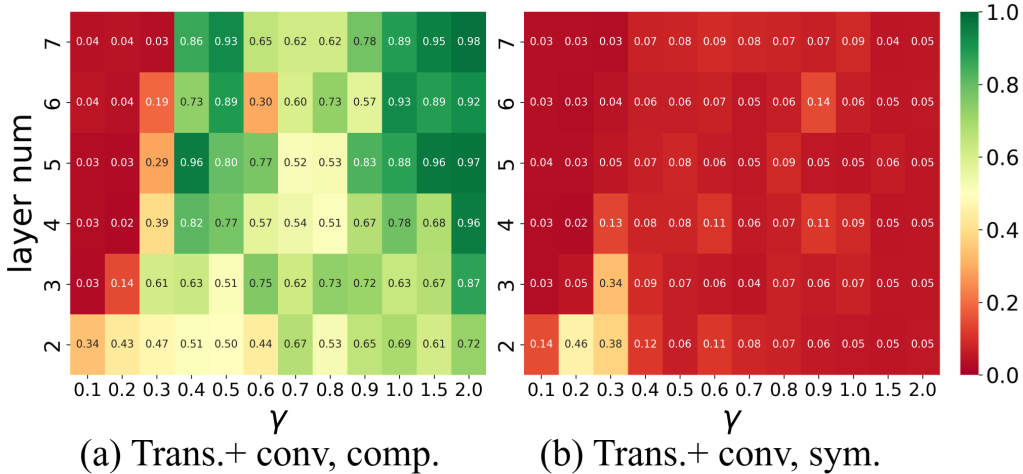 layer num
7 0.04 0.04 0.03 0.86 0.93 0.65 0.62 0.62 0.78 0.89 0.95 0.98
6 0.04 0.04 0.19 0.73 0.89 0.30 0.60 0.73 0.57 0.93 0.89 0.92
5 0.03 0.03 0.29 0.96 0.80 0.77 0.52 0.53 0.83 0.88 0.96 0.97
4 0.03 0.02 0.39 0.82 0.77 0.57 0.54 0.51 0.67 0.78 0.68 0.96
3 0.03 0.14 0.61 0.63 0.51 0.75 0.62 0.73 0.72 0.63 0.67 0.87
2 0.34 0.43 0.47 0.51 0.50 0.44 0.67 0.53 0.65 0.69 0.61 0.72
0.1 0.2 0.3 0.4 0.5 0.6 0.7 0.8 0.9 1.0 1.5 2.0
γ
(a) Trans.+ conv, comp.
7 0.03 0.03 0.03 0.07 0.08 0.09 0.08 0.07 0.07 0.09 0.04 0.05
6 0.03 0.03 0.04 0.06 0.06 0.07 0.05 0.06 0.14 0.06 0.05 0.05
5 0.04 0.03 0.05 0.06 0.08 0.06 0.06 0.09 0.05 0.05 0.06 0.05
4 0.03 0.02 0.13 0.08 0.08 0.11 0.06 0.07 0.11 0.09 0.05 0.05
3 0.03 0.05 0.34 0.09 0.07 0.06 0.04 0.07 0.06 0.07 0.05 0.05
2 0.14 0.46 0.38 0.12 0.06 0.11 0.08 0.07 0.06 0.05 0.05 0.05
0.1 0.2 0.3 0.4 0.5 0.6 0.7 0.8 0.9 1.0 1.5 2.0
γ
(b) Trans.+ conv, sym.
1.0
0.8
0.6
0.4
0.2
0.0